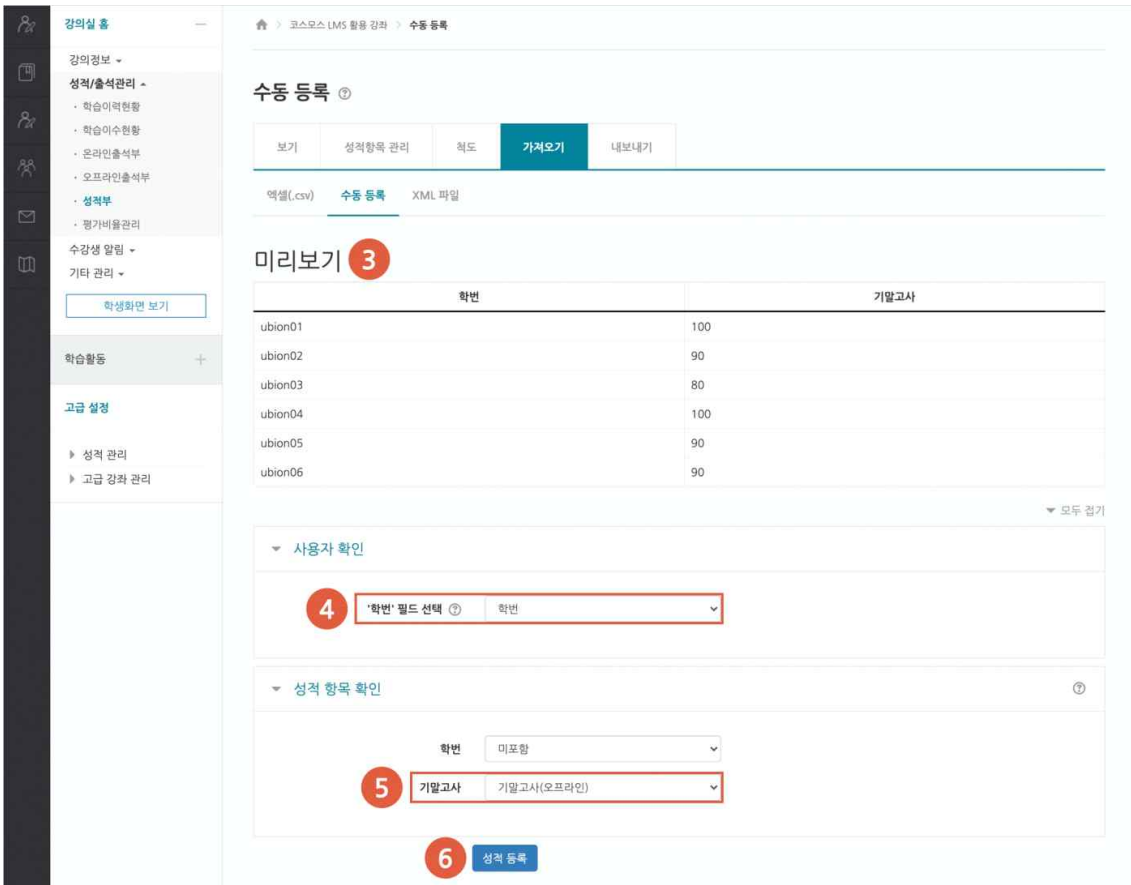 강의실 홈
강의정보
성적/출석관리
· 학습이력현황
· 학습이수현황
· 온라인출석부
· 오프라인출석부
· 성적부
· 평가비율관리
수강생 알림
기타 관리
학생화면 보기
학습활동
고급 설정
성적 관리
고급 강좌 관리
코스모스 LMS 활용 강좌 > 수동 등록
수동 등록
보기 성적항목 관리 척도 가져오기 내보내기
엑셀(.csv) 수동 등록 XML 파일
미리보기 3
학번 기말고사
ubion01 100
ubion02 90
ubion03 80
ubion04 100
ubion05 90
ubion06 90
모두 접기
사용자 확인
4 '학번' 필드 선택 학번
성적 항목 확인
학번 미포함
5 기말고사 기말고사(오프라인)
6 성적 등록